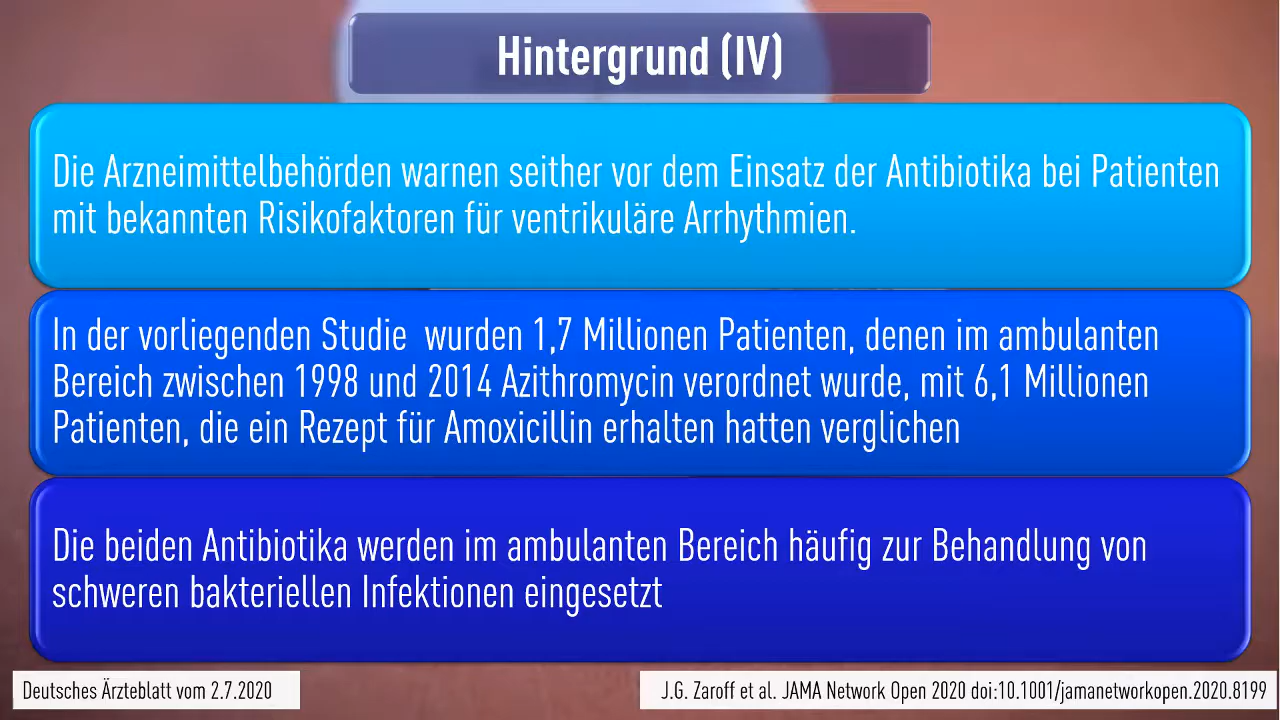 Hintergrund (IV)
Die Arzneimittelbehörden warnen seither vor dem Einsatz der Antibiotika bei Patienten
mit bekannten Risikofaktoren für ventrikuläre Arrhythmien.
In der vorliegenden Studie  wurden 1,7 Millionen Patienten, denen im ambulanten
Bereich zwischen 1998 und 2014 Azithromycin verordnet wurde, mit 6,1 Millionen
Patienten, die ein Rezept für Amoxicillin erhalten hatten verglichen
Die beiden Antibiotika werden im ambulanten Bereich häufig zur Behandlung von
schweren bakteriellen Infektionen eingesetzt
Deutsches Ärzteblatt vom 2.7.2020
J.G. Zaroff et al. JAMA Network Open 2020 doi:10.1001/jamanetworkopen.2020.8199